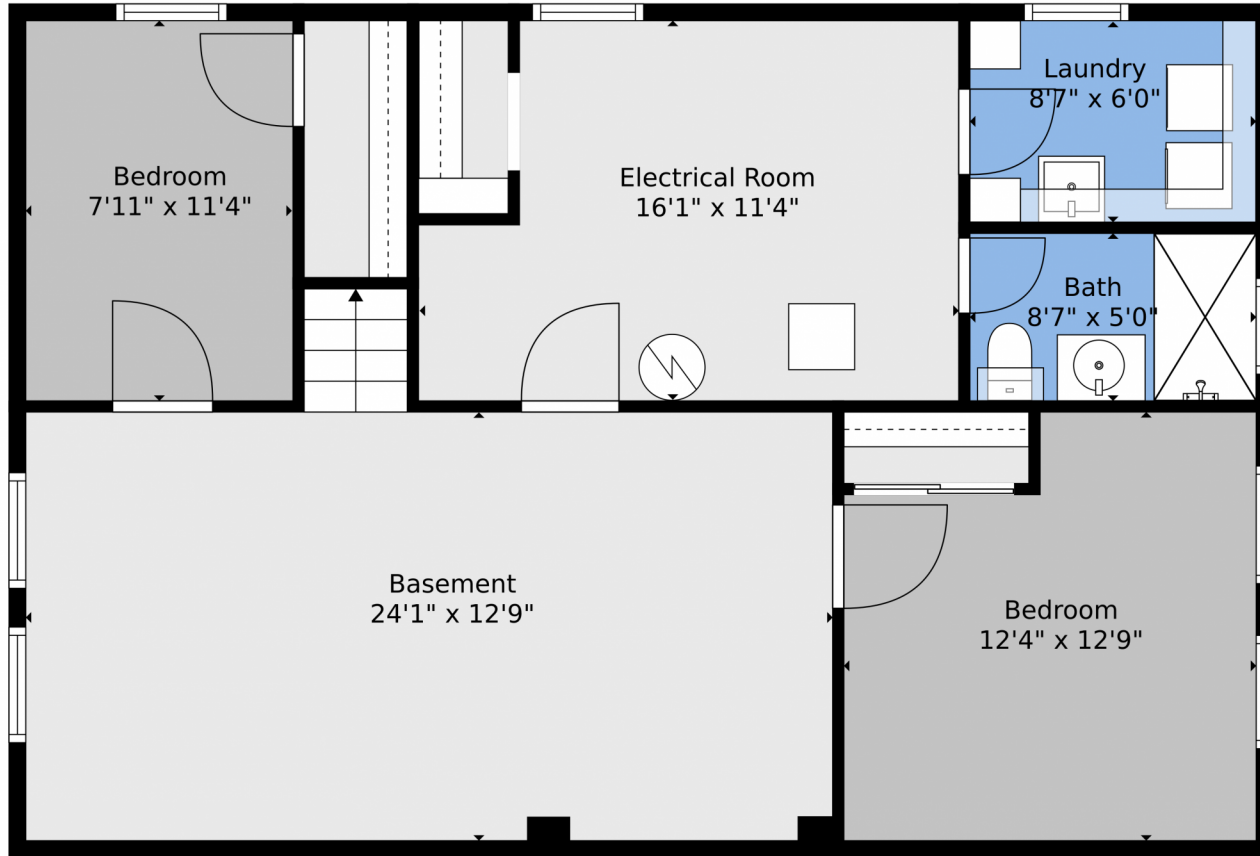 Bedroom
7'11" x 11'4"
Electrical Room
16'1" x 11'4"
Laundry
8'7" x 6'0"
Bath
8'7" x 5'0"
Basement
24'1" x 12'9"
Bedroom
12'4" x 12'9"